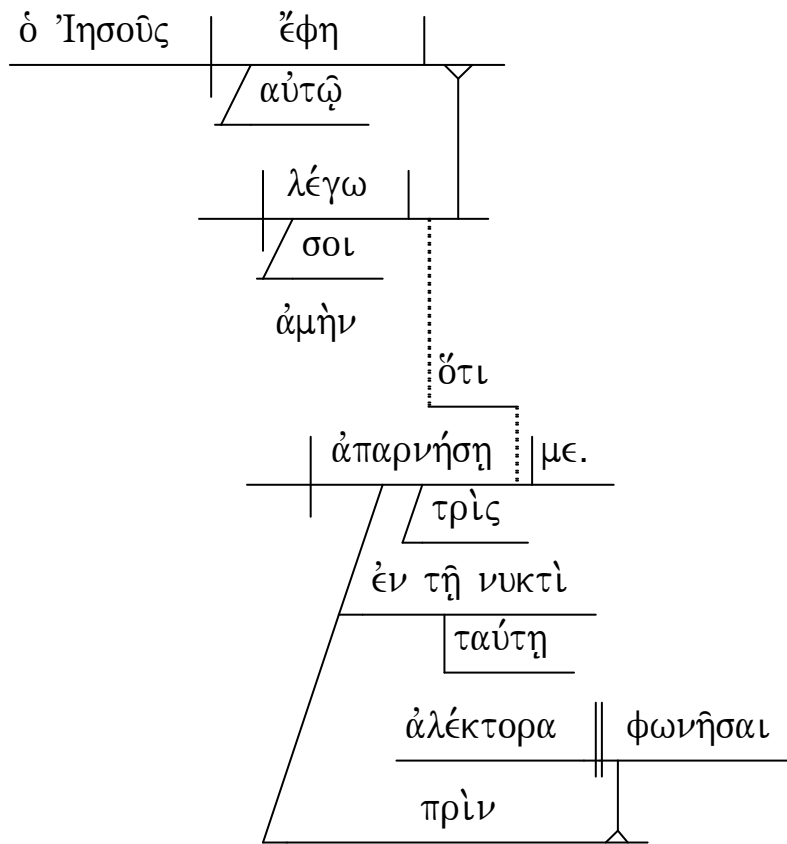 ὁ Ἰησοῦς ἔφη
αὐτῷ
λέγω
σοι
ἀμὴν
ὅτι
ἀπαρνήσῃ με.
τρὶς
ἐν τῇ νυκτὶ
ταύτῃ
ἀλέκτορα φωνῆσαι
πρὶν